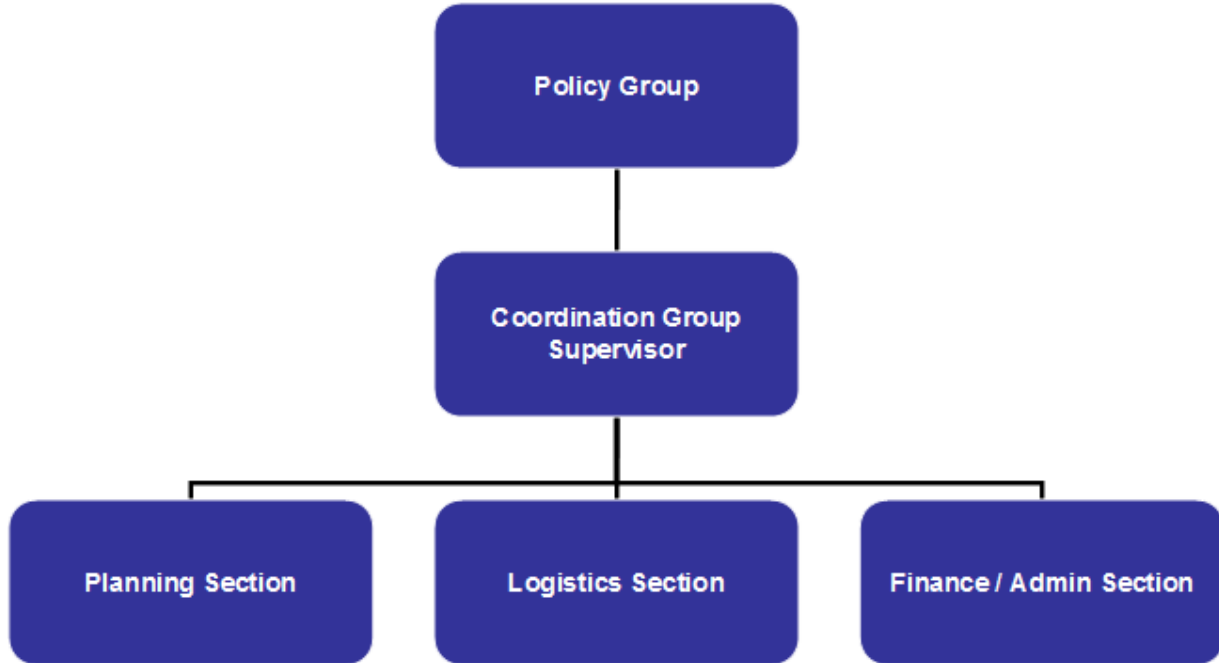 Policy Group
Coordination Group
Supervisor
Planning Section
Logistics Section
Finance / Admin Section